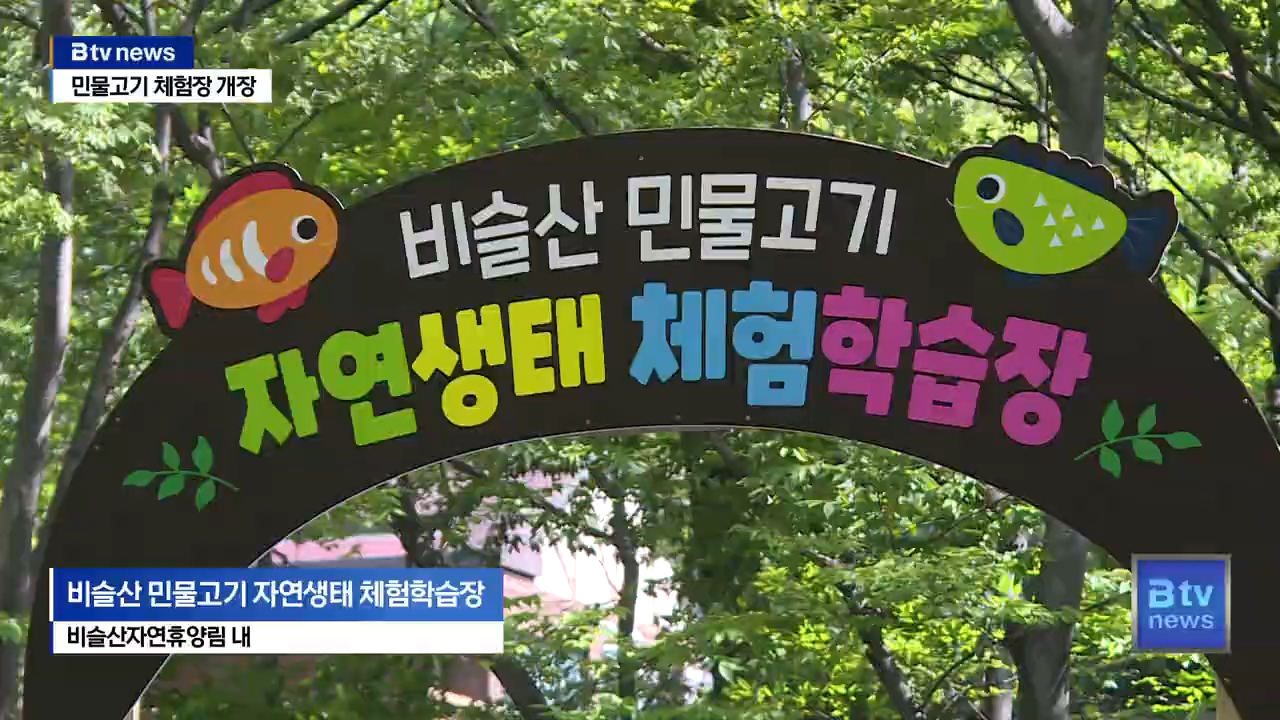 B tv news
민물고기 체험장 개장
비슬산 민물고기
자연생태 체험학습장
비슬산 민물고기 자연생태 체험학습장
비슬산자연휴양림 내
B tv
news